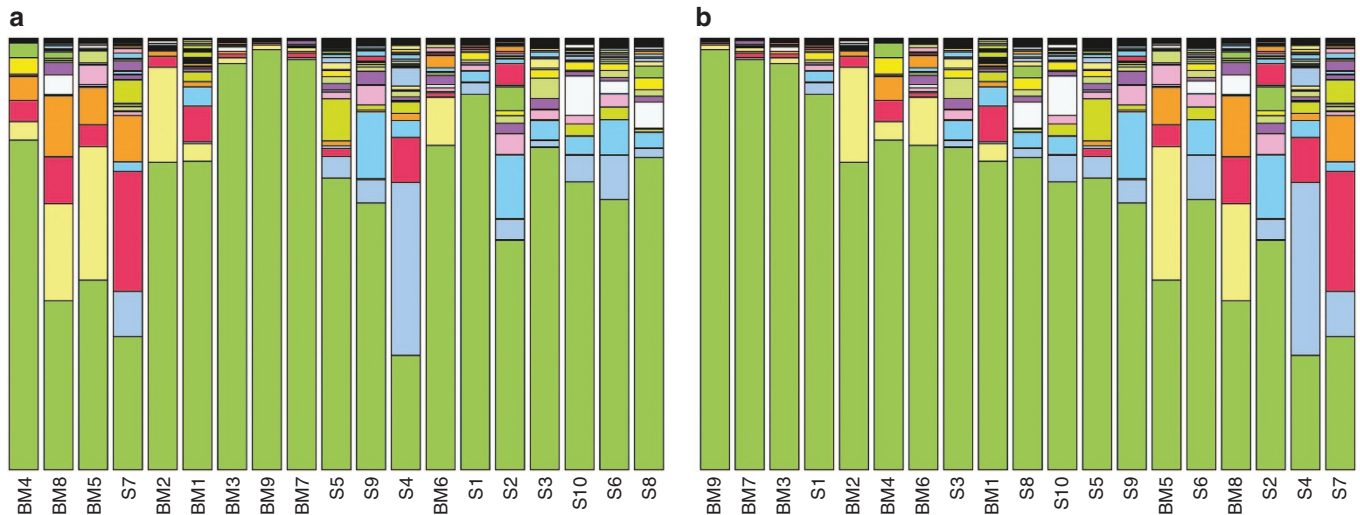 a
BM4 BM8 BM5 S7 BM2 BM1 BM3 BM9 BM7 S5 S9 S4 BM6 S1 S2 S3 S10 S6 S8
b
BM9 BM7 BM3 S1 BM2 BM4 BM6 S3 BM1 S8 S10 S5 S9 BM5 S6 BM8 S2 S4 S7